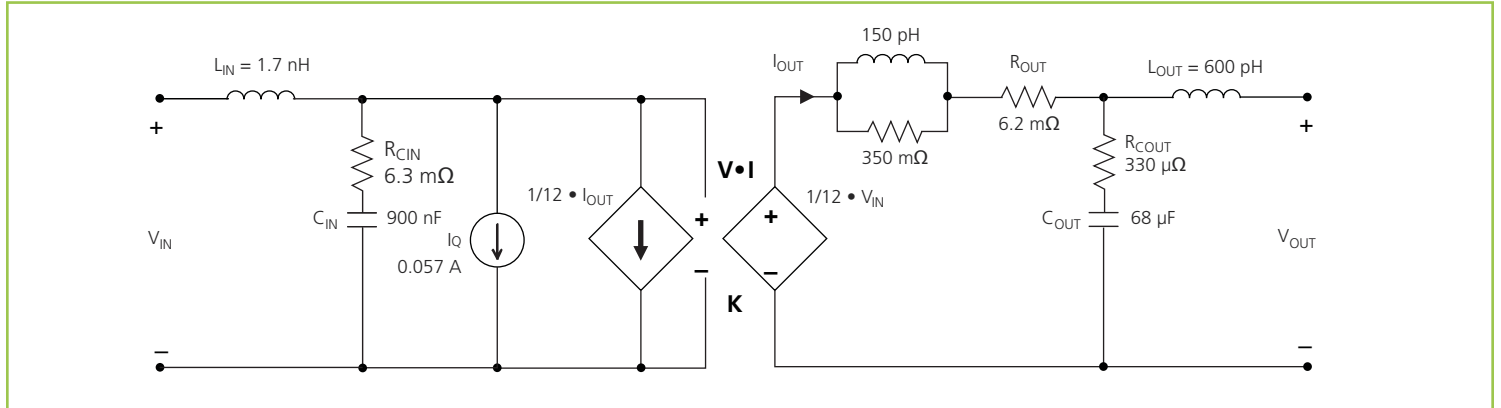 L_IN = 1.7 nH
+
R_CIN
6.3 mΩ
C_IN
900 nF
V_IN
I_Q
0.057 A
1/12 • I_OUT
–
V•I
+
–
K
+
–
1/12 • V_IN
I_OUT
150 pH
350 mΩ
R_OUT
6.2 mΩ
L_OUT = 600 pH
+
R_COUT
330 µΩ
C_OUT
68 µF
V_OUT
–